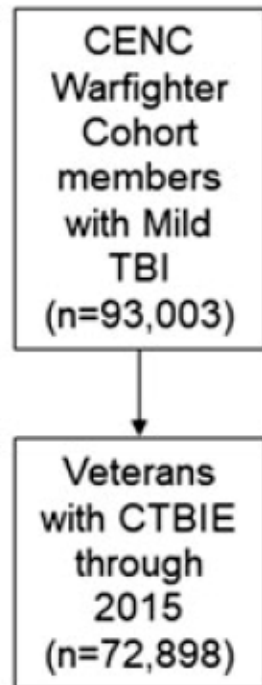 CENC
Warfighter
Cohort
members
with Mild
TBI
(n=93,003)
Veterans
with CTBIE
through
2015
(n=72,898)